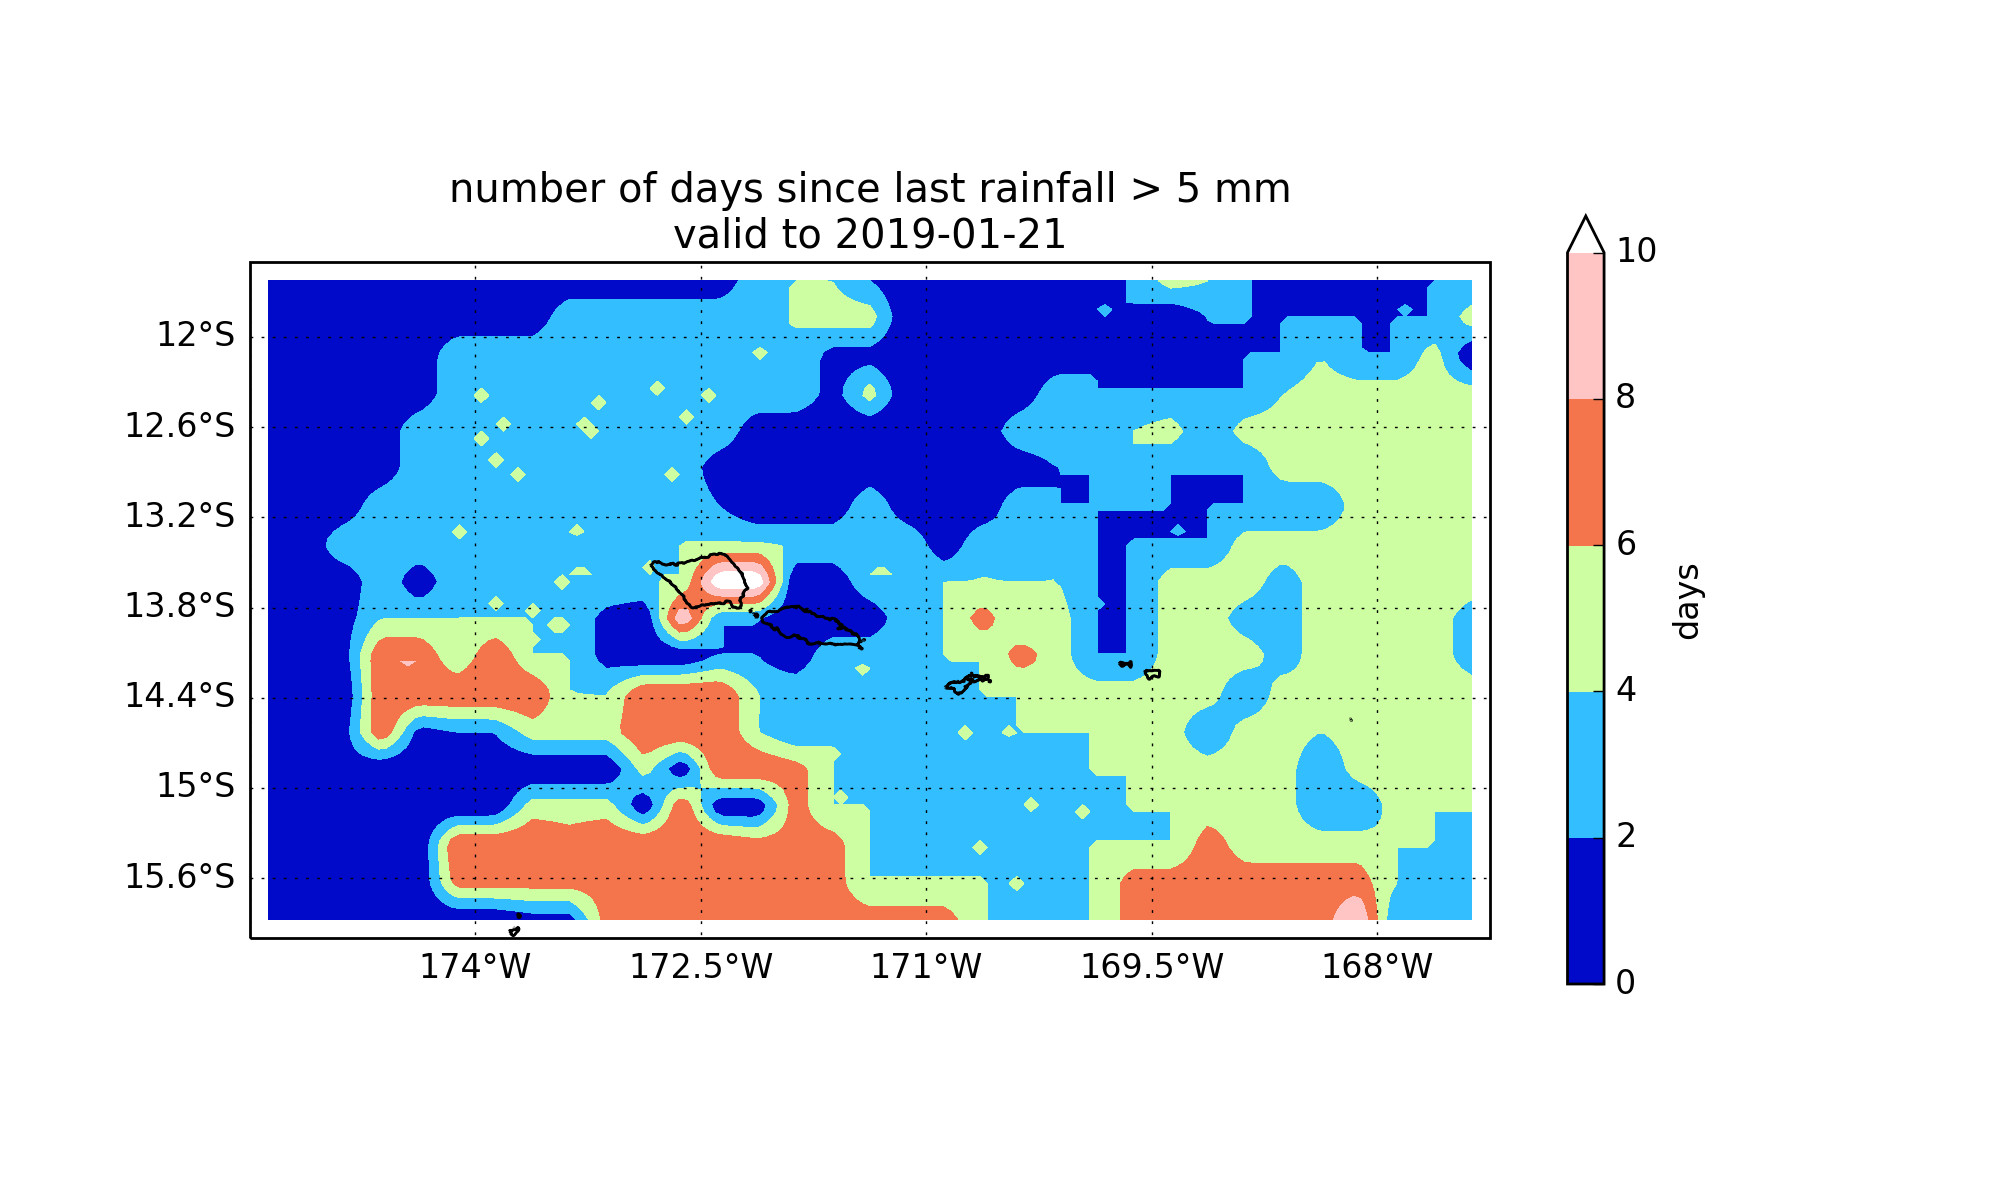 number of days since last rainfall > 5 mm
valid to 2019-01-21
12°S
12.6°S
13.2°S
13.8°S
14.4°S
15°S
15.6°S
174°W
172.5°W
171°W
169.5°W
168°W
10
8
6
4
2
0
days